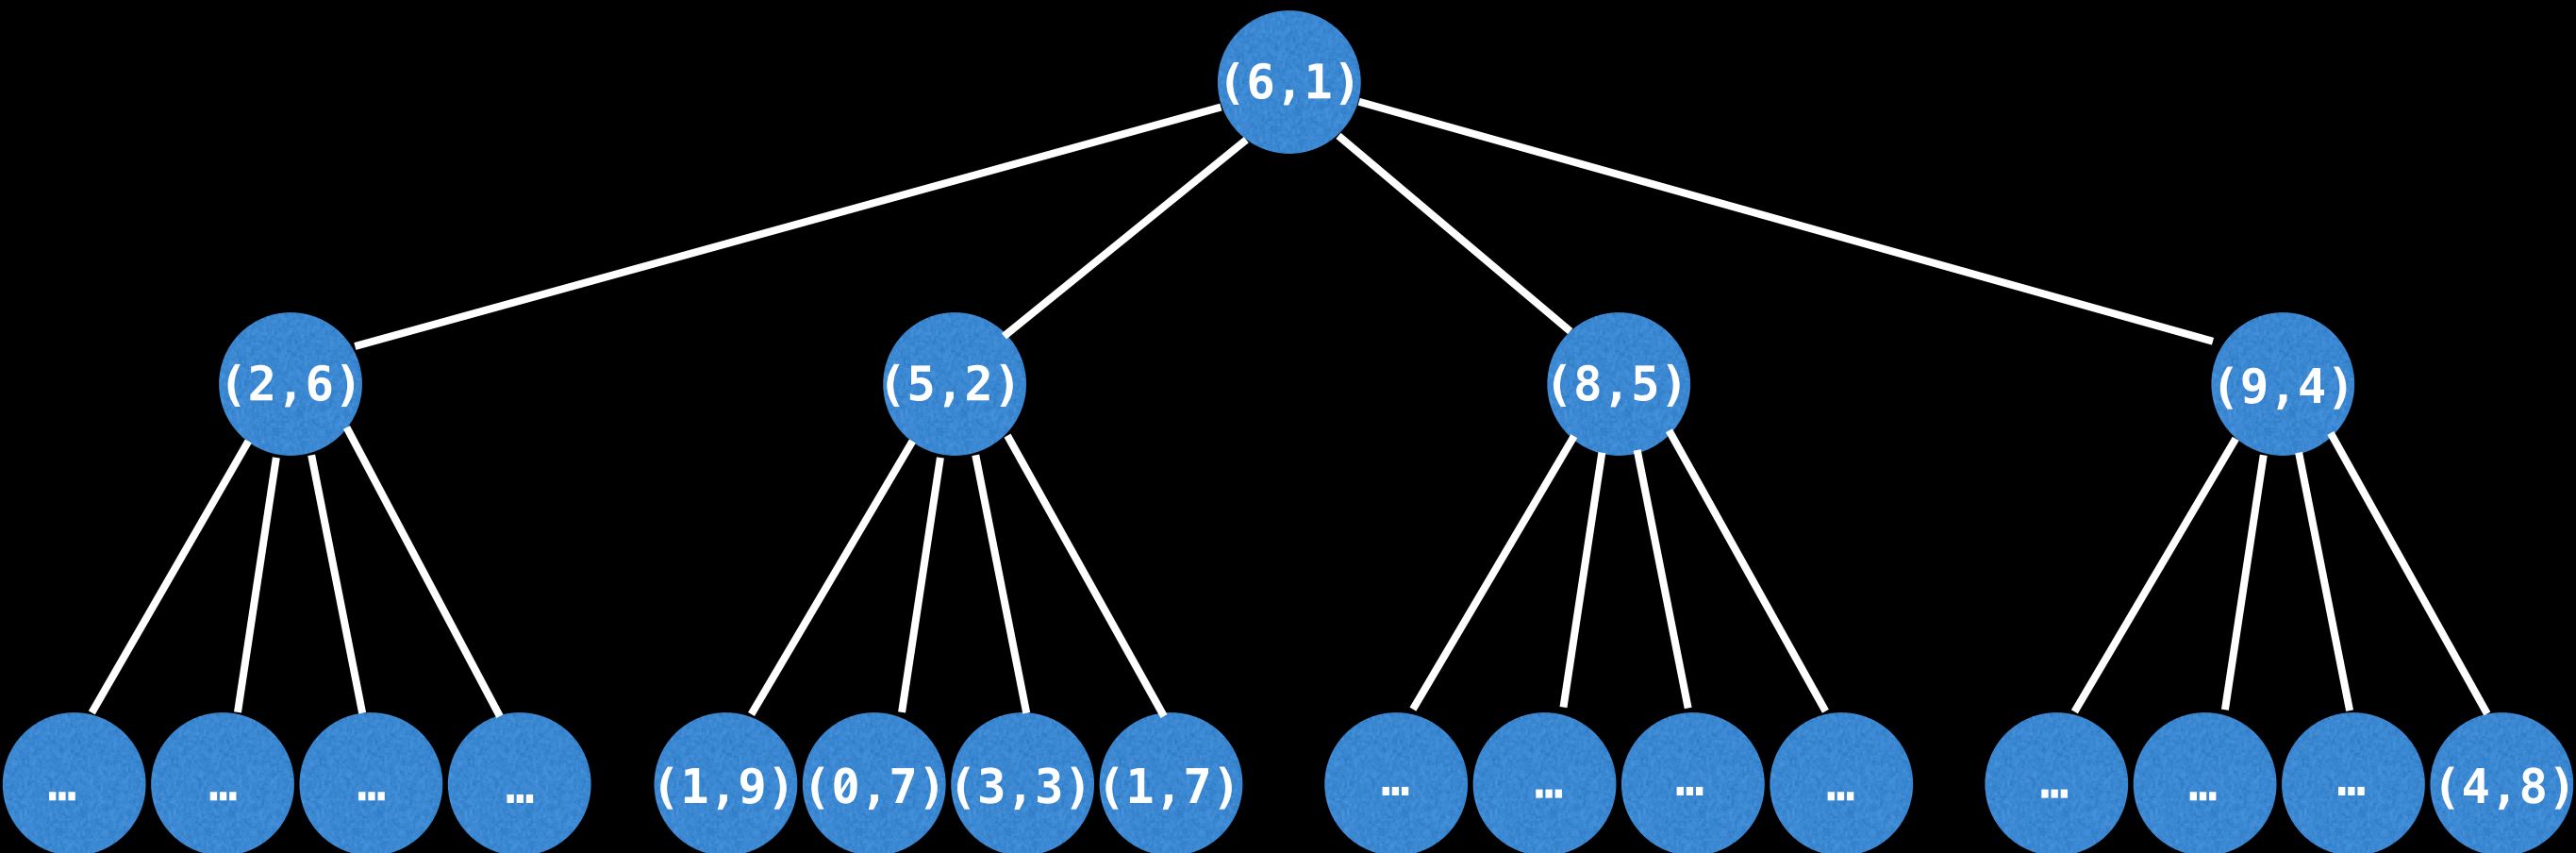 (6,1)
(2,6) (5,2) (8,5) (9,4)
… … … … (1,9) (0,7) (3,3) (1,7) … … … … … … … (4,8)